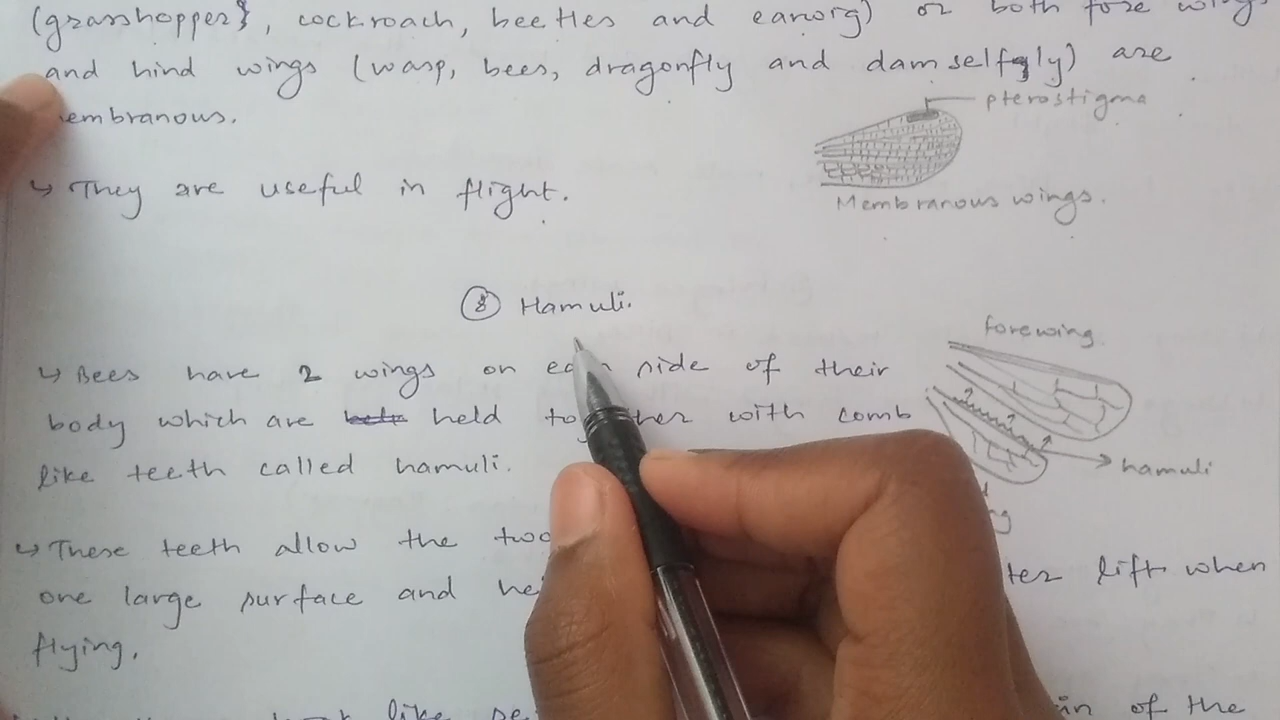 (grasshopper}, cockroach, beetles and earwig) or both fore wings
and hind wings (wasp, bees, dragonfly and damselfly) are
embranous.
pterostigma
↳ They are useful in flight.
Membranous wings.
⑧ Hamuli.
forewing
↳ Bees have 2 wings on each side of their
body which are held together with comb
like teeth called hamuli.
hamuli
↳ These teeth allow the two
one large surface and lift when
flying.
like of the